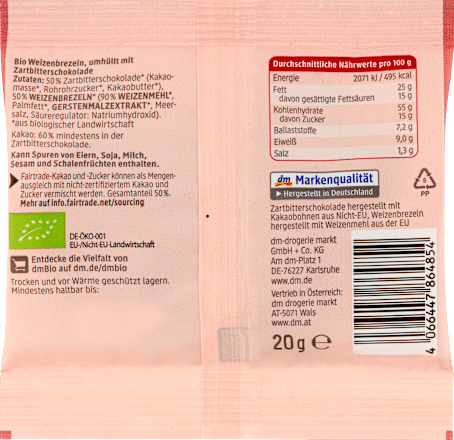 Bio Weizenbrezeln, umhüllt mit
Zartbitterschokolade
Zutaten: 50% Zartbitterschokolade* (Kakao-
masse*, Rohrohrzucker*, Kakaobutter*),
50% WEIZENBREZELN* (90% WEIZENMEHL*,
Palmfett*, GERSTENMALZEXTRAKT*, Meer-
salz, Säureregulator: Natriumhydroxid).
*aus biologischer Landwirtschaft
Kakao: 60% mindestens in der
Zartbitterschokolade.
Kann Spuren von Eiern, Soja, Milch,
Sesam und Schalenfrüchten enthalten.
Fairtrade-Kakao und -Zucker können als Mengen-
ausgleich mit nicht-zertifiziertem Kakao und
Zucker vermischt werden. Gesamtanteil 50%.
Mehr auf info.fairtrade.net/sourcing
DE-ÖKO-001
EU-/Nicht-EU-Landwirtschaft
Entdecke die Vielfalt von
dmBio auf dm.de/dmbio
Trocken und vor Wärme geschützt lagern.
Mindestens haltbar bis:
Durchschnittliche Nährwerte pro 100 g
Energie 2071 kJ / 495 kcal
Fett 25 g
davon gesättigte Fettsäuren 15 g
Kohlenhydrate 55 g
davon Zucker 15 g
Ballaststoffe 7,2 g
Eiweiß 9,0 g
Salz 1,3 g
dm Markenqualität
Hergestellt in Deutschland
5
PP
Zartbitterschokolade hergestellt mit
Kakaobohnen aus Nicht-EU, Weizenbrezeln
hergestellt mit Weizenmehl aus der EU
dm-drogerie markt
GmbH + Co. KG
Am dm-Platz 1
DE-76227 Karlsruhe
www.dm.de
Vertrieb in Österreich:
dm drogerie markt
AT-5071 Wals
www.dm.at
20 g ℮
4 066447 864854